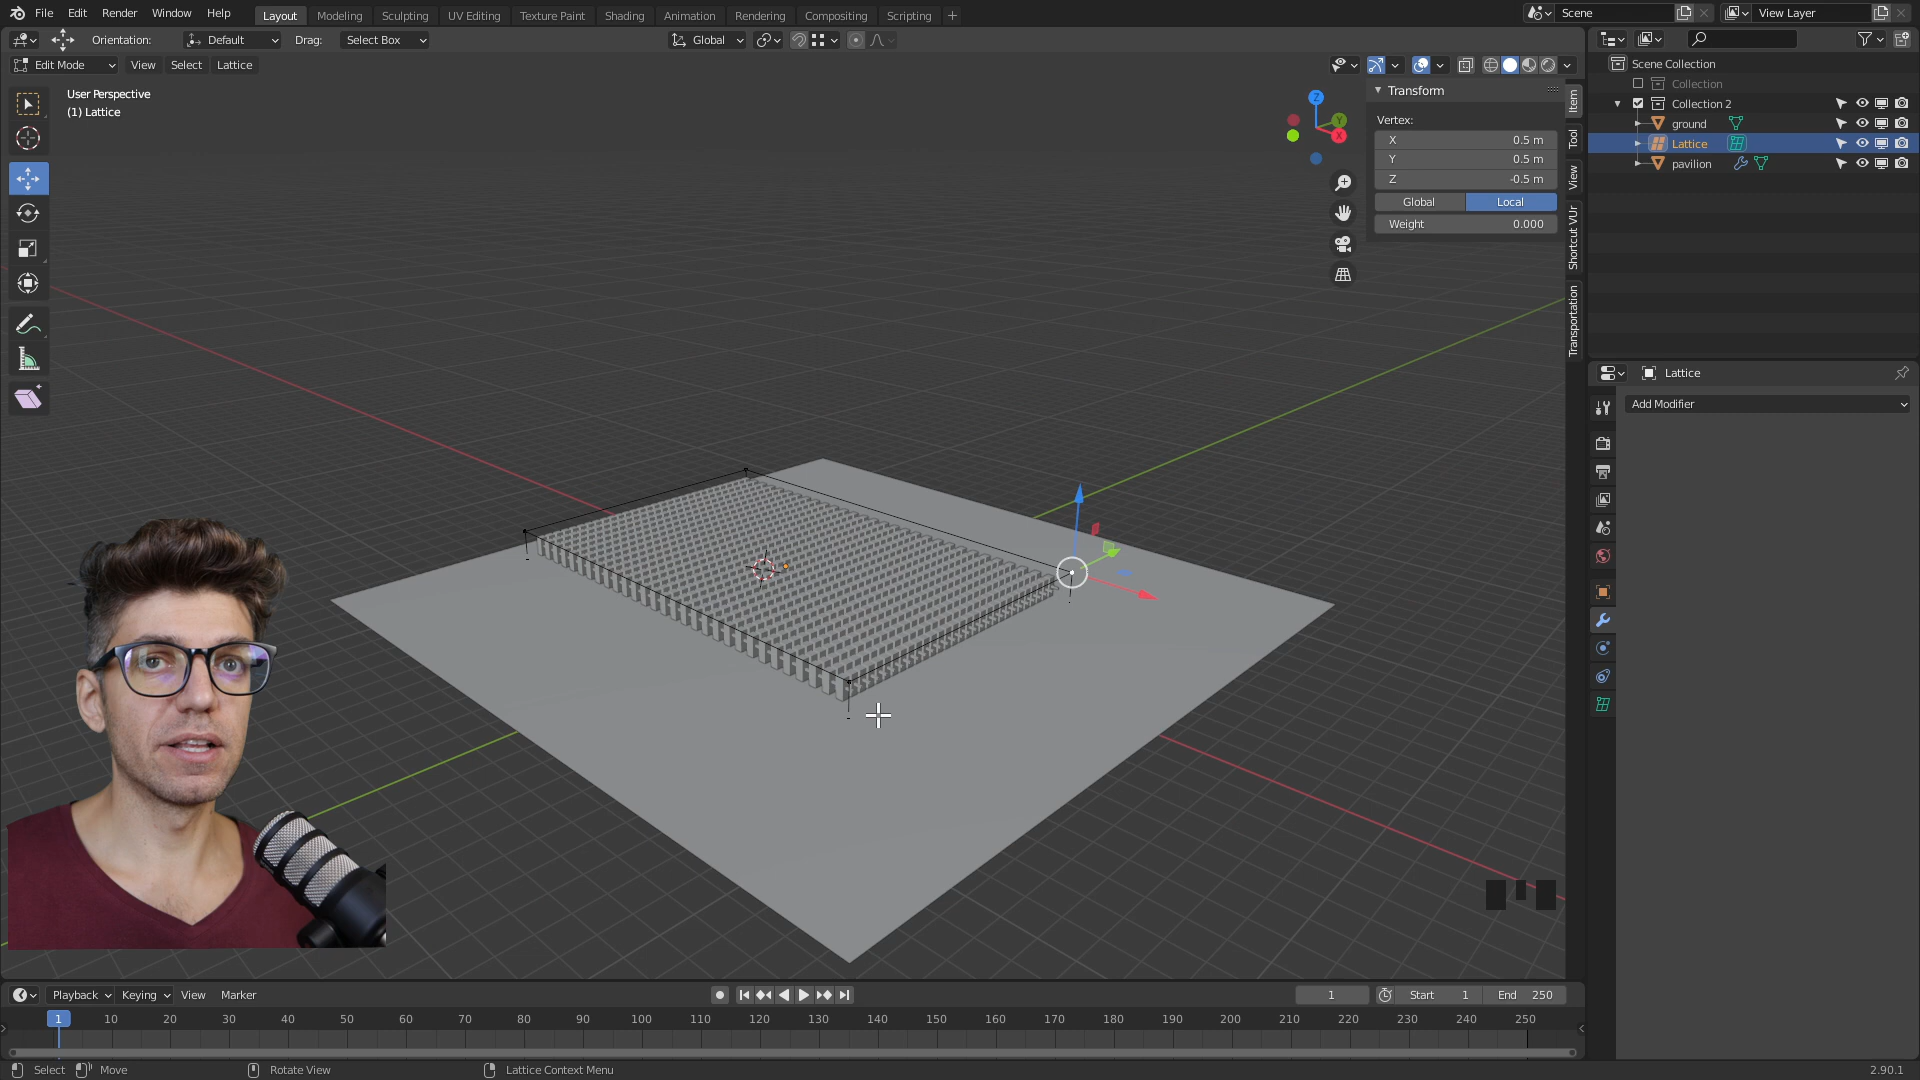 File Edit Render Window Help Layout Modeling Sculpting UV Editing Texture Paint Shading Animation Rendering Compositing Scripting + Scene View Layer
Orientation: Default Drag: Select Box Global
Edit Mode View Select Lattice
User Perspective
(1) Lattice
Z
Y
X
Transform
Vertex:
X 0.5 m
Y 0.5 m
Z -0.5 m
Global Local
Weight 0.000
Item
Tool
View
Shortcut VUr
Transportation
Scene Collection
Collection
Collection 2
ground
Lattice
pavilion
Lattice
Add Modifier
Playback Keying View Marker 1 Start 1 End 250
1 10 20 30 40 50 60 70 80 90 100 110 120 130 140 150 160 170 180 190 200 210 220 230 240 250
Select Move Rotate View Lattice Context Menu 2.90.1